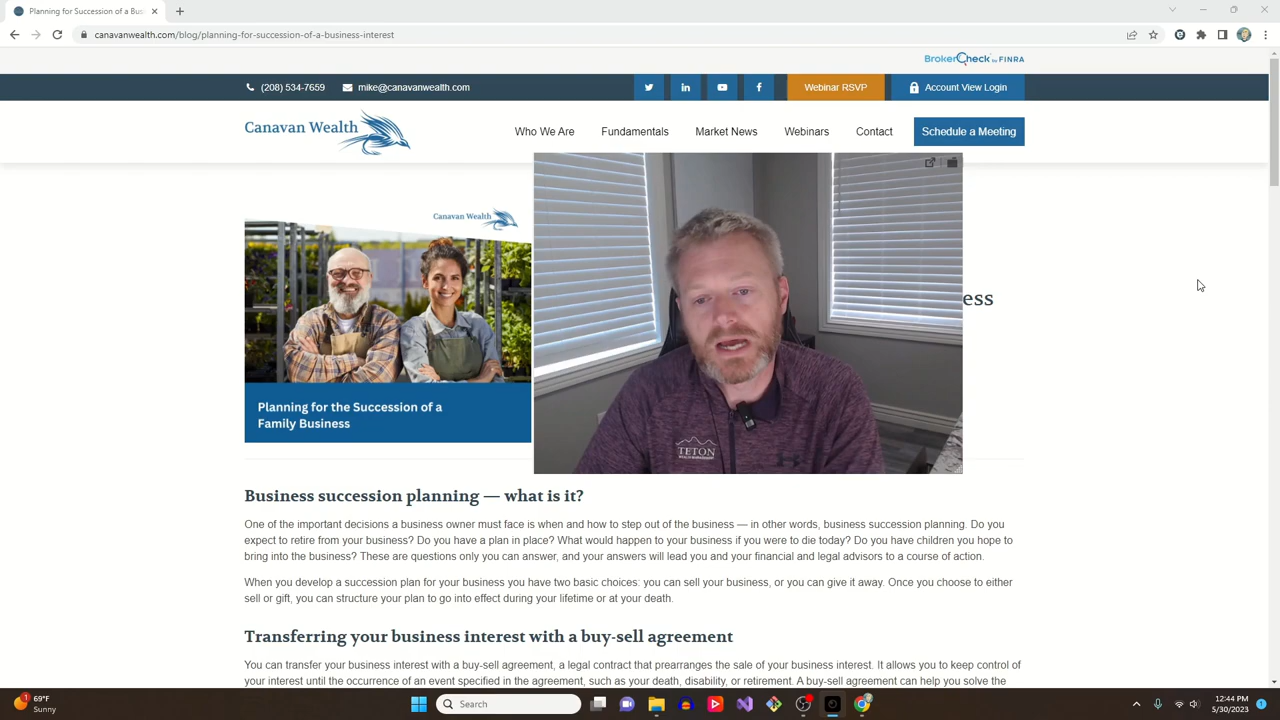 Planning for Succession of a Bus
canavanwealth.com/blog/planning-for-succession-of-a-business-interest
BrokerCheck by FINRA
(208) 534-7659
mike@canavanwealth.com
Webinar RSVP
Account View Login
Canavan Wealth
Who We Are
Fundamentals
Market News
Webinars
Contact
Schedule a Meeting
Canavan Wealth
ess
Planning for the Succession of a
Family Business
TETON
Business succession planning — what is it?
One of the important decisions a business owner must face is when and how to step out of the business — in other words, business succession planning. Do you
expect to retire from your business? Do you have a plan in place? What would happen to your business if you were to die today? Do you have children you hope to
bring into the business? These are questions only you can answer, and your answers will lead you and your financial and legal advisors to a course of action.
When you develop a succession plan for your business you have two basic choices: you can sell your business, or you can give it away. Once you choose to either
sell or gift, you can structure your plan to go into effect during your lifetime or at your death.
Transferring your business interest with a buy-sell agreement
You can transfer your business interest with a buy-sell agreement, a legal contract that prearranges the sale of your business interest. It allows you to keep control of
your interest until the occurrence of an event specified in the agreement, such as your death, disability, or retirement. A buy-sell agreement can help you solve the
1
69°F
Sunny
Search
12:44 PM
5/30/2023
1